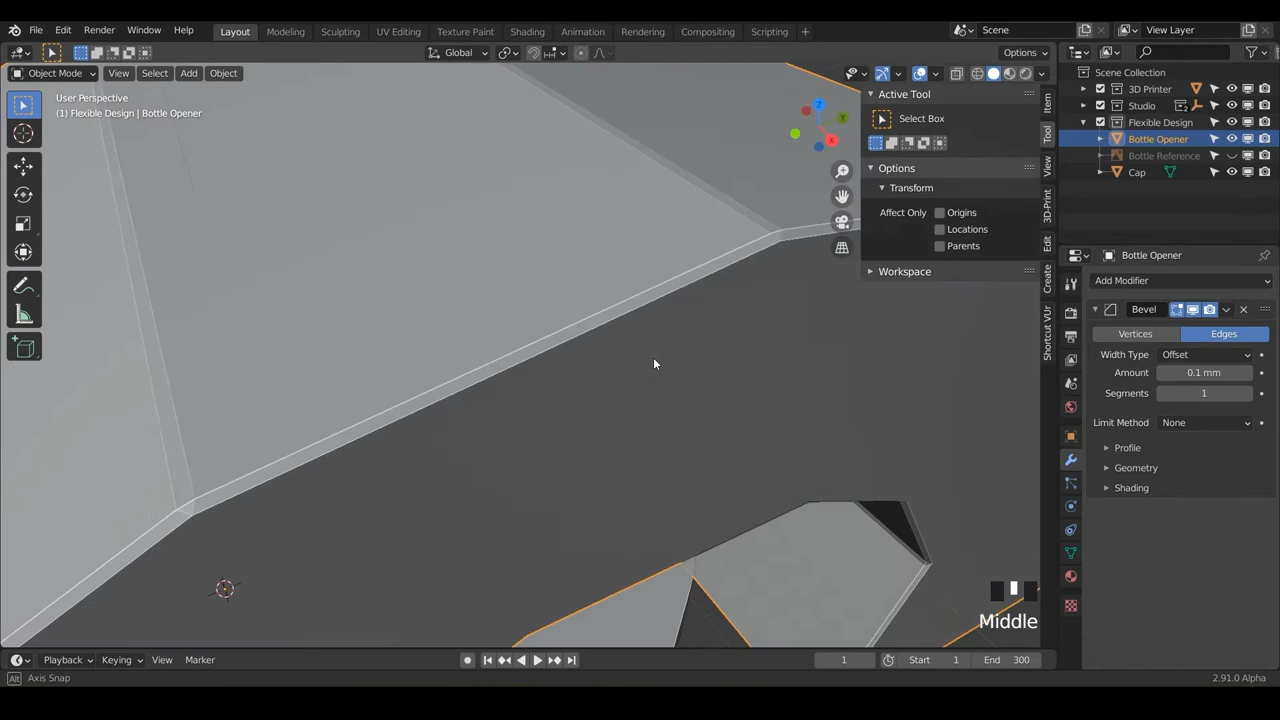 File Edit Render Window Help Layout Modeling Sculpting UV Editing Texture Paint Shading Animation Rendering Compositing Scripting + Scene View Layer
Global Options
Object Mode View Select Add Object
User Perspective
(1) Flexible Design | Bottle Opener
Z
Y
X
Active Tool
Select Box
Options
Transform
Affect Only Origins
Locations
Parents
Workspace
Item
Tool
View
3D-Print
Edit
Create
Shortcut VUr
Scene Collection
3D Printer
Studio 2
Flexible Design
Bottle Opener
Bottle Reference
Cap
Bottle Opener
Add Modifier
Bevel
Vertices Edges
Width Type Offset
Amount 0.1 mm
Segments 1
Limit Method None
Profile
Geometry
Shading
Middle
Playback Keying View Marker 1 Start 1 End 300
Alt Axis Snap 2.91.0 Alpha